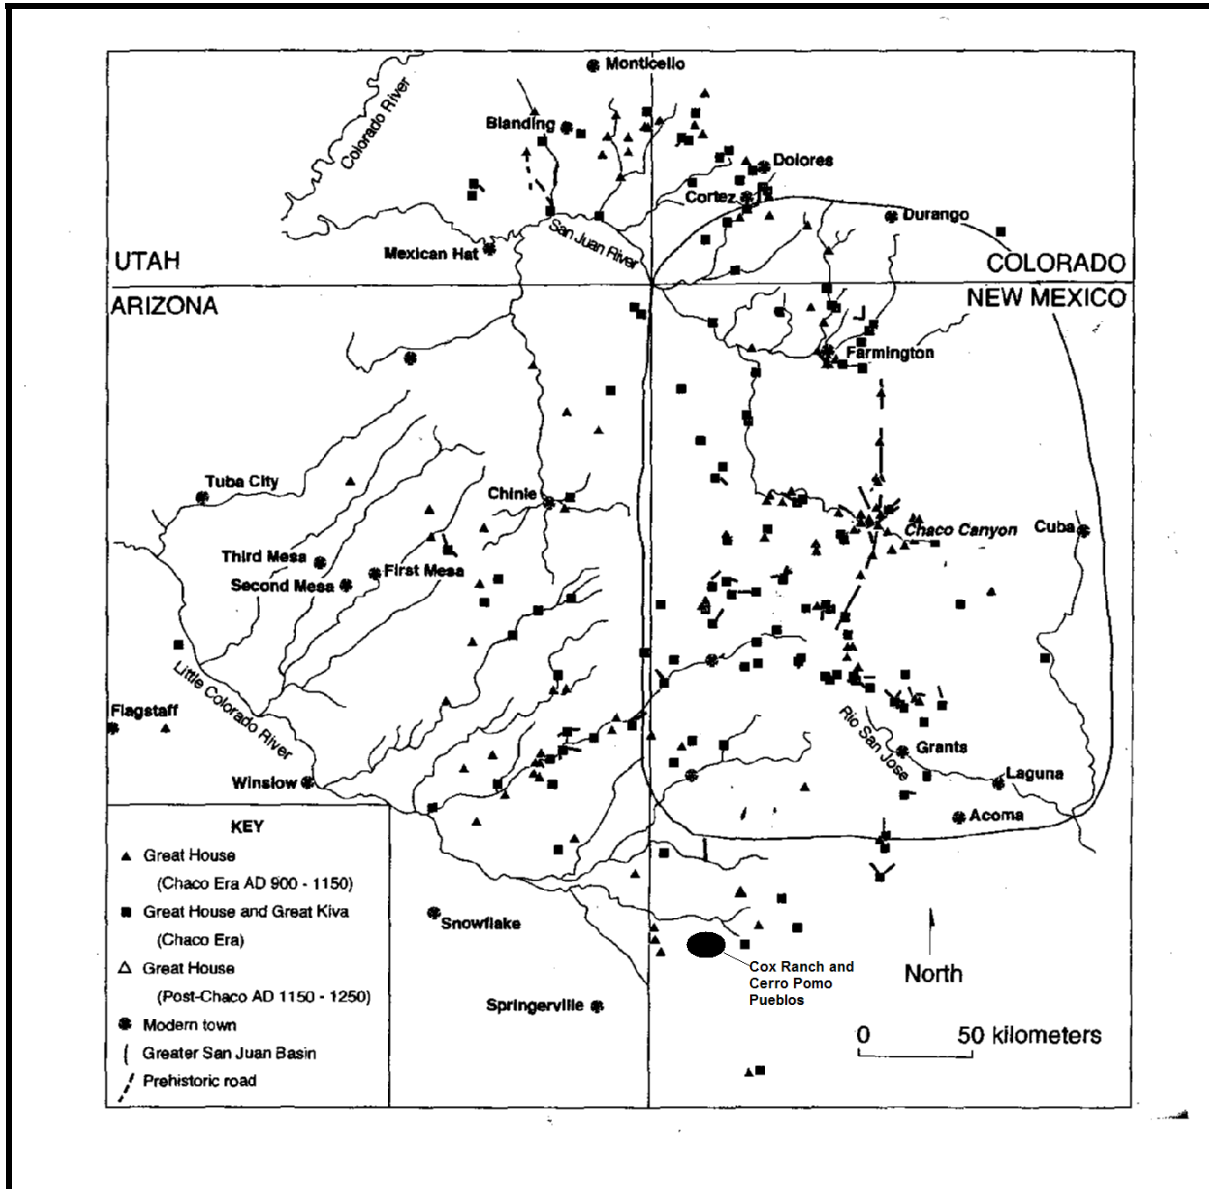 Monticello
Colorado River
Blanding
Dolores
Cortez
San Juan River
Durango
Mexican Hat
UTAH
COLORADO
ARIZONA
NEW MEXICO
Farmington
Tuba City
Chinle
Chaco Canyon
Cuba
Third Mesa
First Mesa
Second Mesa
Little Colorado River
Flagstaff
Rio San Jose
Grants
Winslow
Laguna
Acoma
KEY
Great House
(Chaco Era AD 900 - 1150)
Great House and Great Kiva
(Chaco Era)
Great House
(Post-Chaco AD 1150 - 1250)
Modern town
Greater San Juan Basin
Prehistoric road
Snowflake
Cox Ranch and
Cerro Pomo
Pueblos
North
Springerville
0 50 kilometers